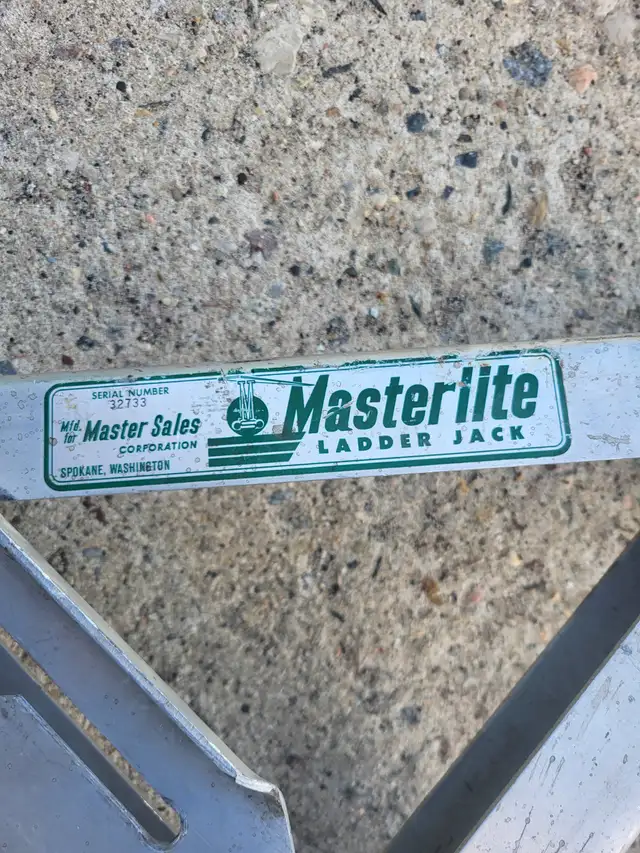 SERIAL NUMBER
32733
Mfd. for Master Sales
CORPORATION
SPOKANE, WASHINGTON
Masterlite
LADDER JACK